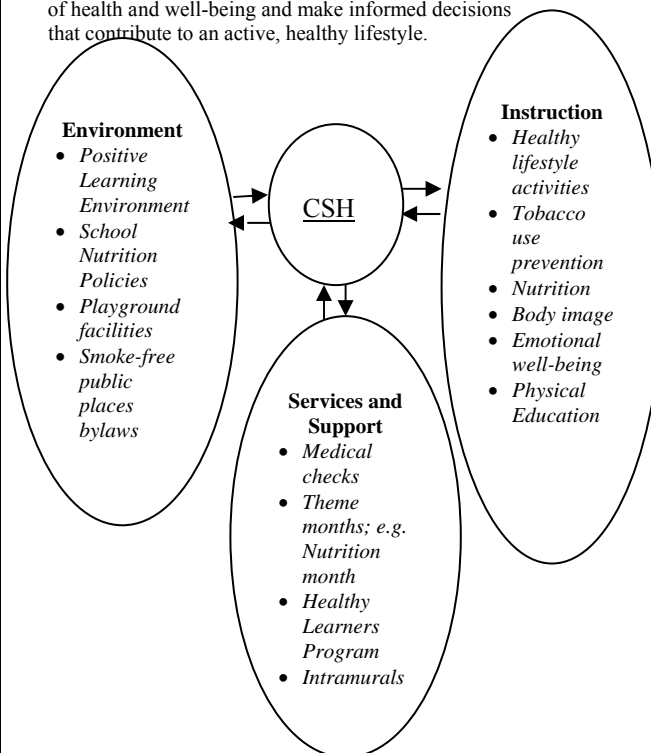 of health and well-being and make informed decisions
that contribute to an active, healthy lifestyle.
Environment
• Positive
Learning
Environment
• School
Nutrition
Policies
• Playground
facilities
• Smoke-free
public
places
bylaws
CSH
Instruction
• Healthy
lifestyle
activities
• Tobacco
use
prevention
• Nutrition
• Body image
• Emotional
well-being
• Physical
Education
Services and
Support
• Medical
checks
• Theme
months; e.g.
Nutrition
month
• Healthy
Learners
Program
• Intramurals